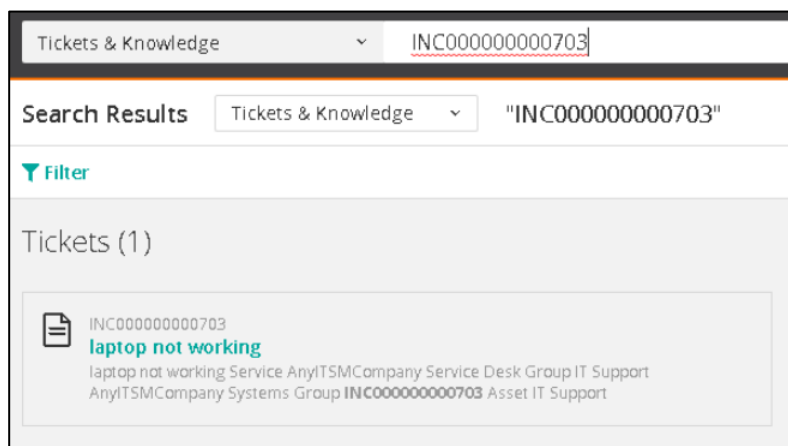 Tickets & Knowledge INC000000000703
Search Results Tickets & Knowledge "INC000000000703"
Filter
Tickets (1)
INC000000000703
laptop not working
laptop not working Service AnyITSMCompany Service Desk Group IT Support
AnyITSMCompany Systems Group INC000000000703 Asset IT Support